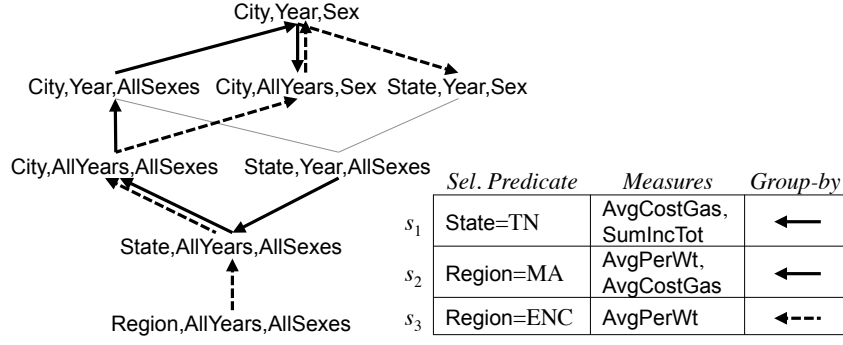 City,Year,Sex
City,Year,AllSexes City,AllYears,Sex State,Year,Sex
City,AllYears,AllSexes State,Year,AllSexes
State,AllYears,AllSexes
Region,AllYears,AllSexes
Sel. Predicate Measures Group-by
s1 State=TN AvgCostGas, SumIncTot
s2 Region=MA AvgPerWt, AvgCostGas
s3 Region=ENC AvgPerWt